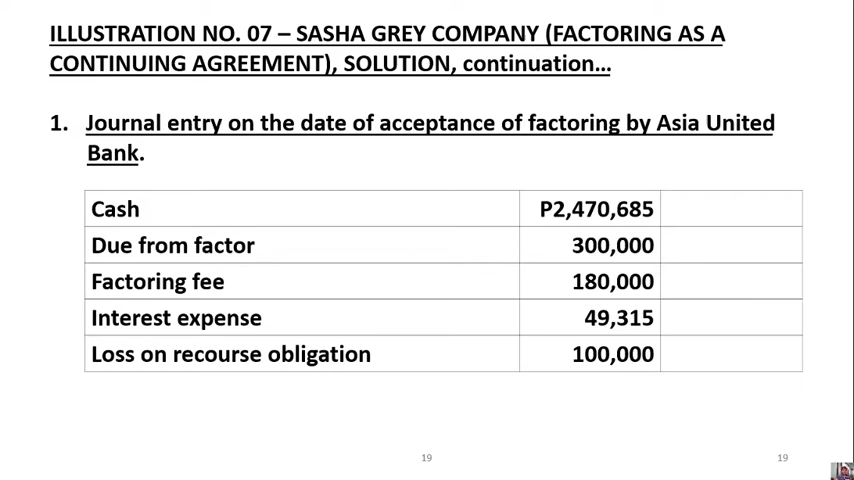 ILLUSTRATION NO. 07 – SASHA GREY COMPANY (FACTORING AS A
CONTINUING AGREEMENT), SOLUTION, continuation…
1. Journal entry on the date of acceptance of factoring by Asia United
Bank.
Cash P2,470,685
Due from factor 300,000
Factoring fee 180,000
Interest expense 49,315
Loss on recourse obligation 100,000
19 19